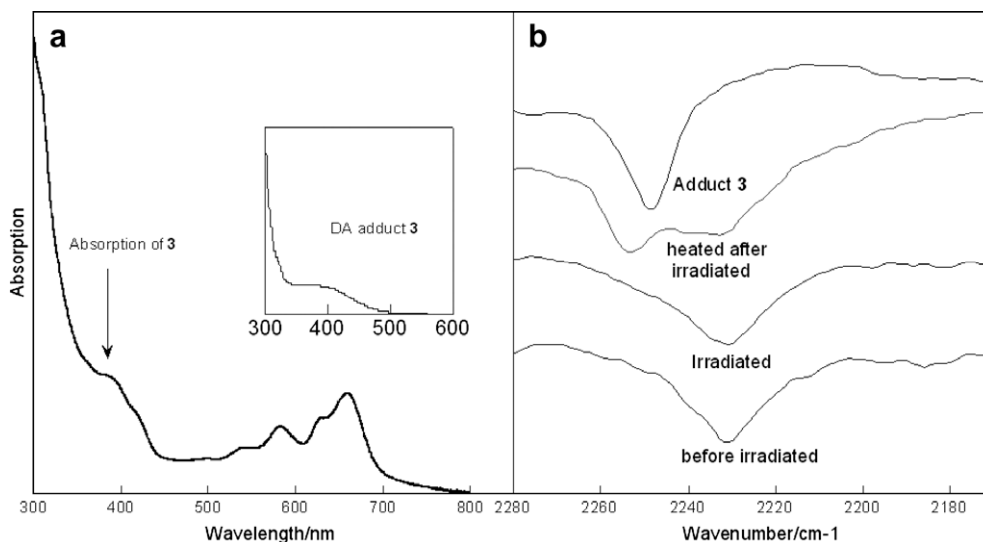 a
Absorption
Absorption of 3
DA adduct 3
300 400 500 600
300 400 500 600 700 800
Wavelength/nm
b
Adduct 3
heated after
irradiated
Irradiated
before irradiated
2280 2260 2240 2220 2200 2180
Wavenumber/cm-1